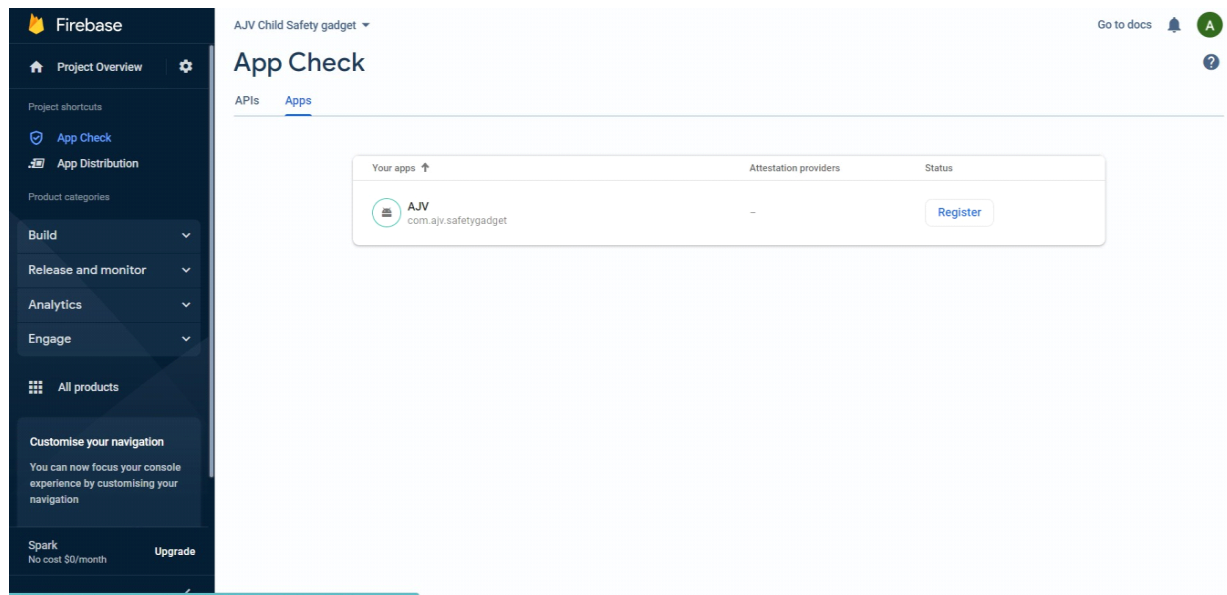 Firebase
Project Overview
Project shortcuts
App Check
App Distribution
Product categories
Build
Release and monitor
Analytics
Engage
All products
Customise your navigation
You can now focus your console
experience by customising your
navigation
Spark
No cost $0/month
Upgrade
AJV Child Safety gadget
Go to docs
A
App Check
?
APIs Apps
Your apps Attestation providers Status
AJV
com.ajv.safetygadget
– Register